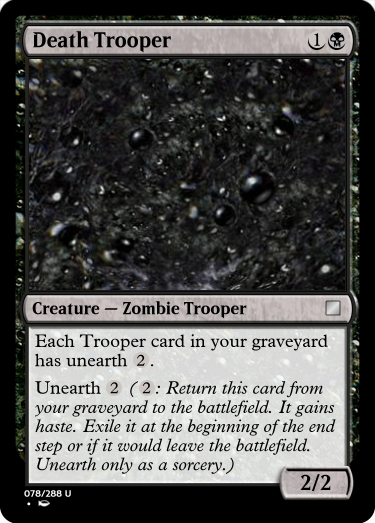 Death Trooper 1
Creature — Zombie Trooper
Each Trooper card in your graveyard
has unearth 2.
Unearth 2 (2: Return this card from
your graveyard to the battlefield. It gains
haste. Exile it at the beginning of the end
step or if it would leave the battlefield.
Unearth only as a sorcery.)
2/2
078/288 U